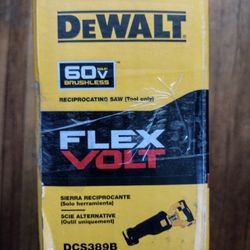 DEWALT
60V MAX*
BRUSHLESS
RECIPROCATING SAW (Tool only)
FLEX
VOLT
SIERRA RECIPROCANTE
(Solo herramienta)
SCIE ALTERNATIVE
(Outil uniquement)
DCS389B